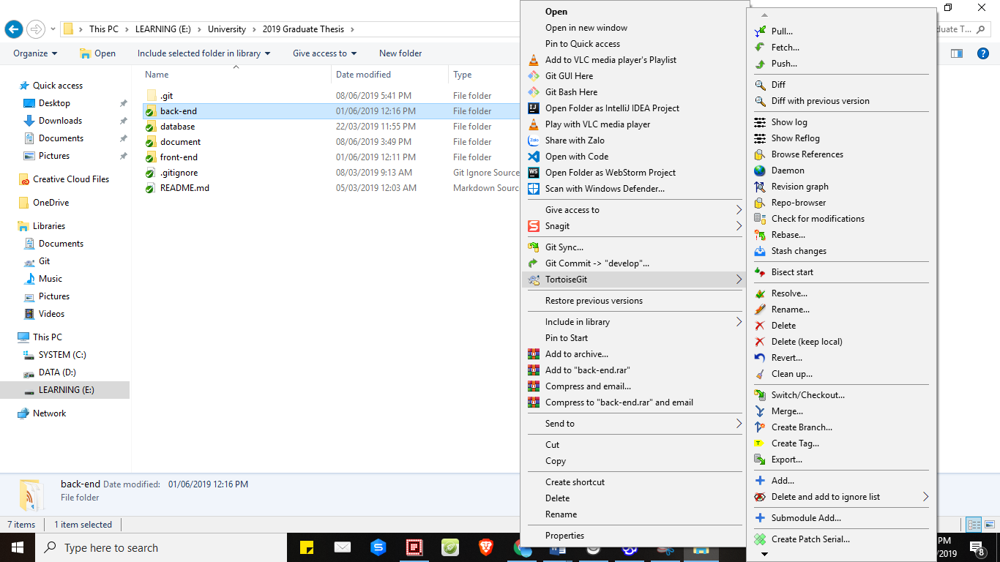 This PC
LEARNING (E:)
University
2019 Graduate Thesis
duate T...
Organize
Open
Include selected folder in library
Give access to
New folder
Name
Date modified
Type
Quick access
Desktop
Downloads
Documents
Pictures
Creative Cloud Files
OneDrive
Libraries
Documents
Git
Music
Pictures
Videos
This PC
SYSTEM (C:)
DATA (D:)
LEARNING (E:)
Network
.git 08/06/2019 5:41 PM File folder
back-end 01/06/2019 12:16 PM File folder
database 22/03/2019 11:55 PM File folder
document 08/06/2019 3:49 PM File folder
front-end 01/06/2019 12:11 PM File folder
.gitignore 08/03/2019 9:13 AM Git Ignore Source
README.md 05/03/2019 12:03 AM Markdown Sourc
Open
Open in new window
Pin to Quick access
Add to VLC media player's Playlist
Git GUI Here
Git Bash Here
Open Folder as IntelliJ IDEA Project
Play with VLC media player
Share with Zalo
Open with Code
Open Folder as WebStorm Project
Scan with Windows Defender...
Give access to
Snagit
Git Sync...
Git Commit -> "develop"...
TortoiseGit
Restore previous versions
Include in library
Pin to Start
Add to archive...
Add to "back-end.rar"
Compress and email...
Compress to "back-end.rar" and email
Send to
Cut
Copy
Create shortcut
Delete
Rename
Properties
Pull...
Fetch...
Push...
Diff
Diff with previous version
Show log
Show Reflog
Browse References
Daemon
Revision graph
Repo-browser
Check for modifications
Rebase...
Stash changes
Bisect start
Resolve...
Rename...
Delete
Delete (keep local)
Revert...
Clean up...
Switch/Checkout...
Merge...
Create Branch...
Create Tag...
Export...
Add...
Delete and add to ignore list
Submodule Add...
Create Patch Serial...
back-end Date modified: 01/06/2019 12:16 PM
File folder
7 items
1 item selected
Type here to search
PM
/2019
8